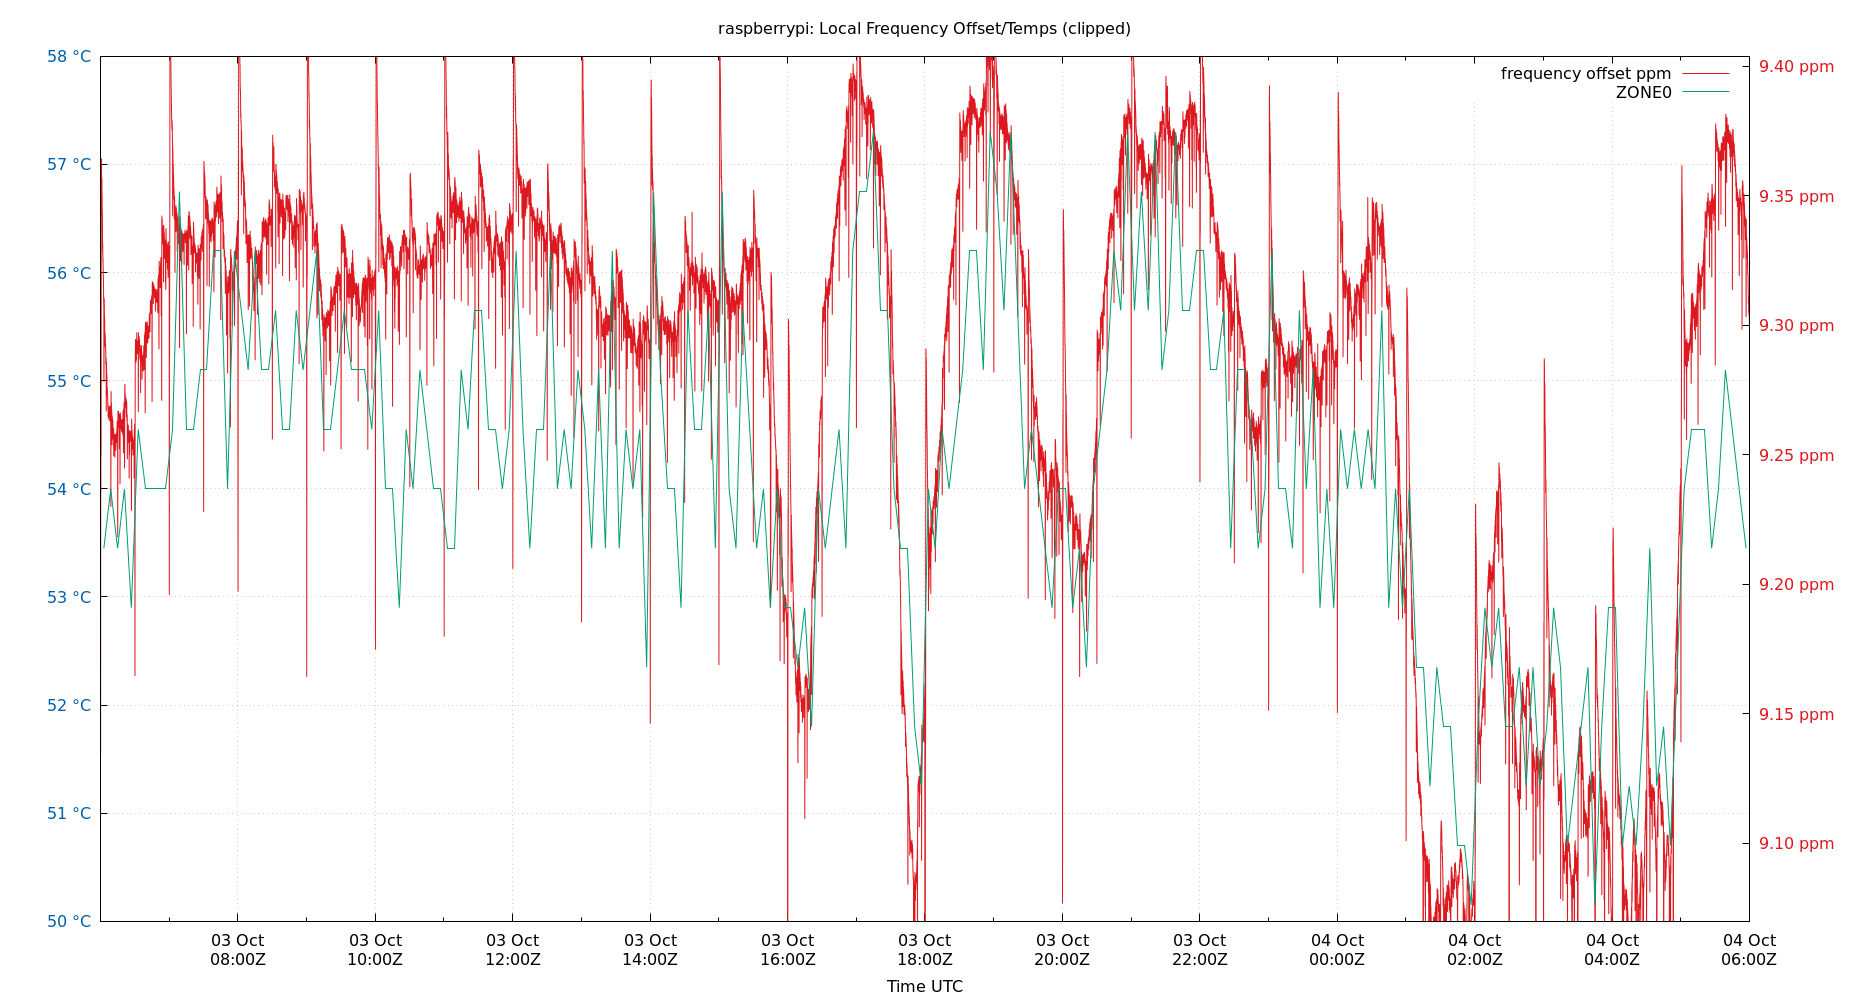 raspberrypi: Local Frequency Offset/Temps (clipped)
58 °C
57 °C
56 °C
55 °C
54 °C
53 °C
52 °C
51 °C
50 °C
frequency offset ppm
ZONE0
9.40 ppm
9.35 ppm
9.30 ppm
9.25 ppm
9.20 ppm
9.15 ppm
9.10 ppm
03 Oct
08:00Z
03 Oct
10:00Z
03 Oct
12:00Z
03 Oct
14:00Z
03 Oct
16:00Z
03 Oct
18:00Z
03 Oct
20:00Z
03 Oct
22:00Z
04 Oct
00:00Z
04 Oct
02:00Z
04 Oct
04:00Z
04 Oct
06:00Z
Time UTC